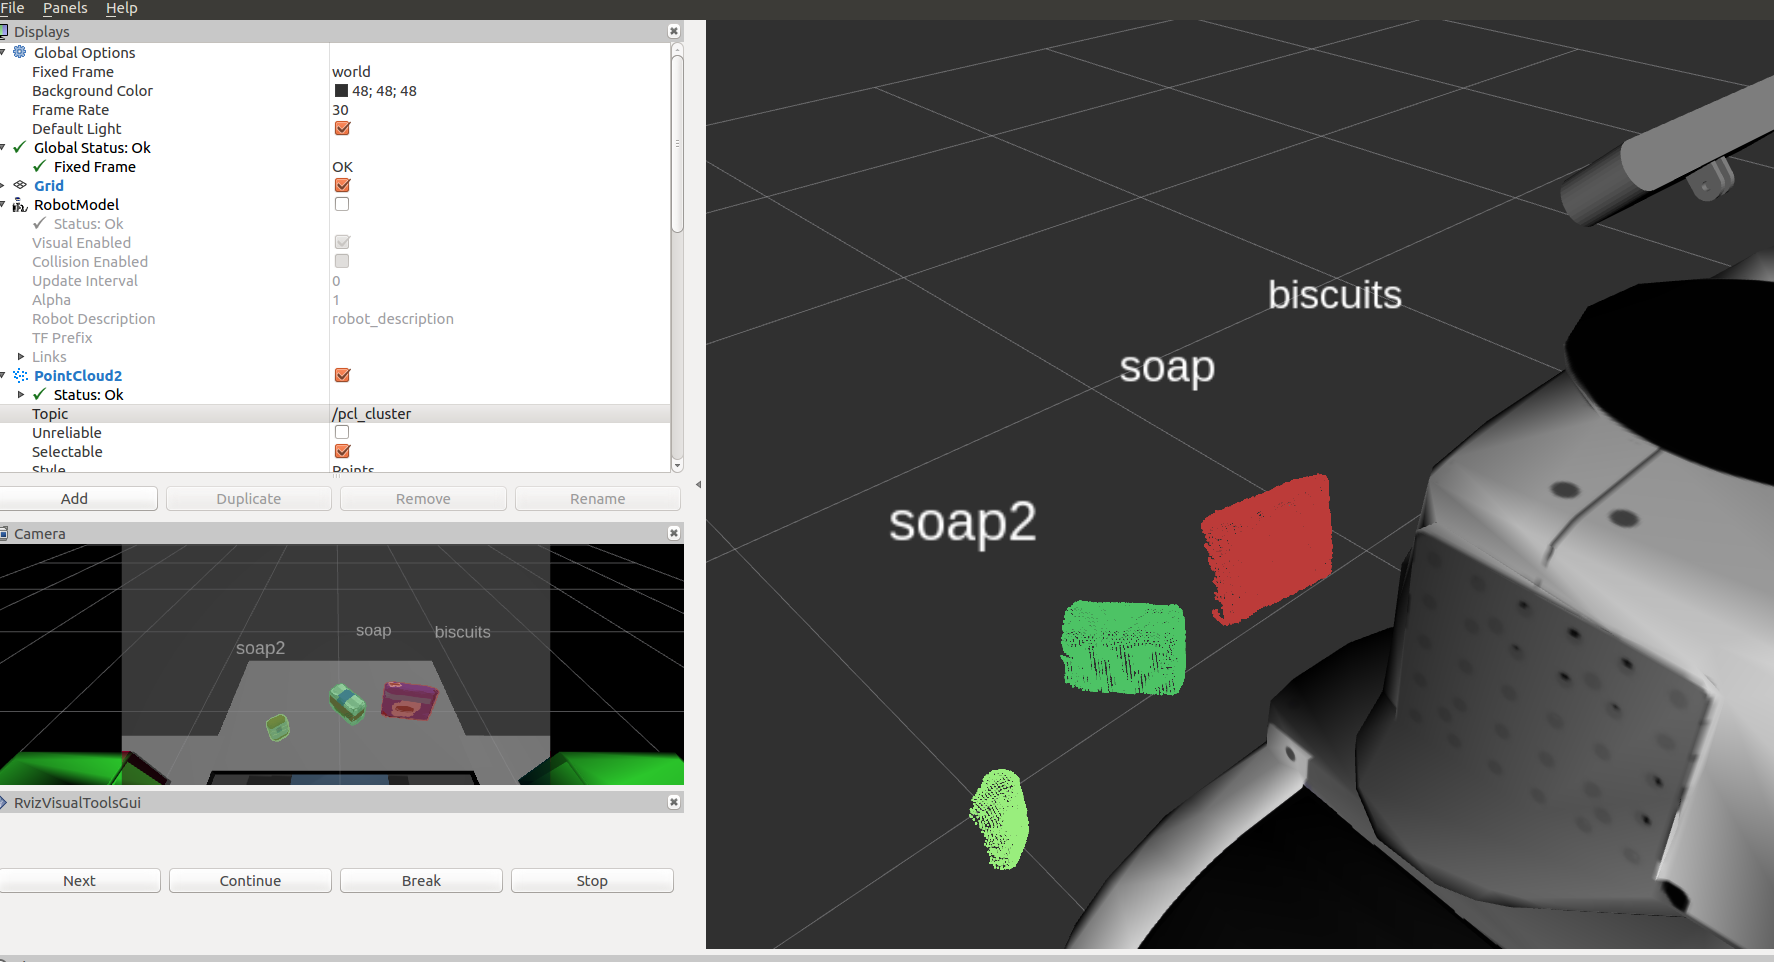 File Panels Help
Displays
Global Options
Fixed Frame world
Background Color 48; 48; 48
Frame Rate 30
Default Light
Global Status: Ok
Fixed Frame OK
Grid
RobotModel
Status: Ok
Visual Enabled
Collision Enabled
Update Interval 0
Alpha 1
Robot Description robot_description
TF Prefix
Links
PointCloud2
Status: Ok
Topic /pcl_cluster
Unreliable
Selectable
Style Points
Add Duplicate Remove Rename
Camera
soap biscuits
soap2
RvizVisualToolsGui
Next Continue Break Stop
biscuits
soap
soap2